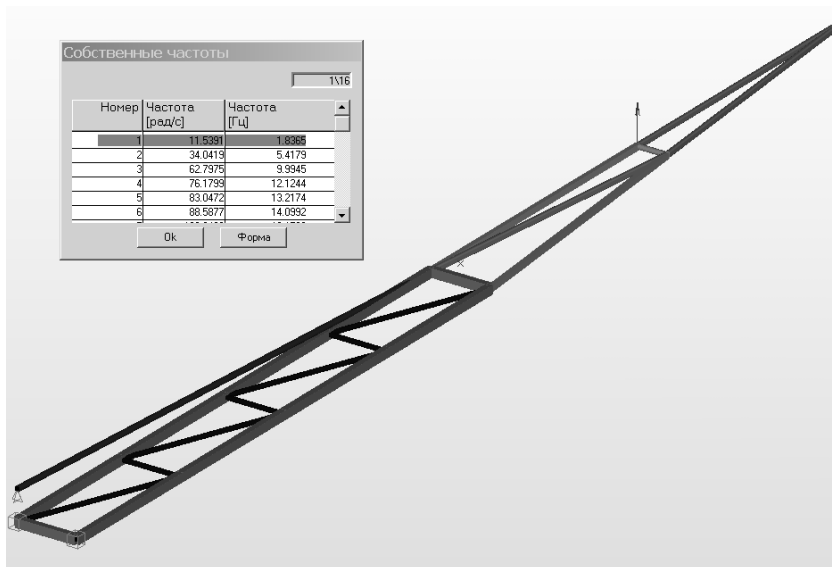 Собственные частоты
1\16
Номер Частота [рад/с] Частота [Гц]
1 11.5391 1.8365
2 34.0419 5.4179
3 62.7975 9.9945
4 76.1799 12.1244
5 83.0472 13.2174
6 88.5877 14.0992
Ok Форма
x